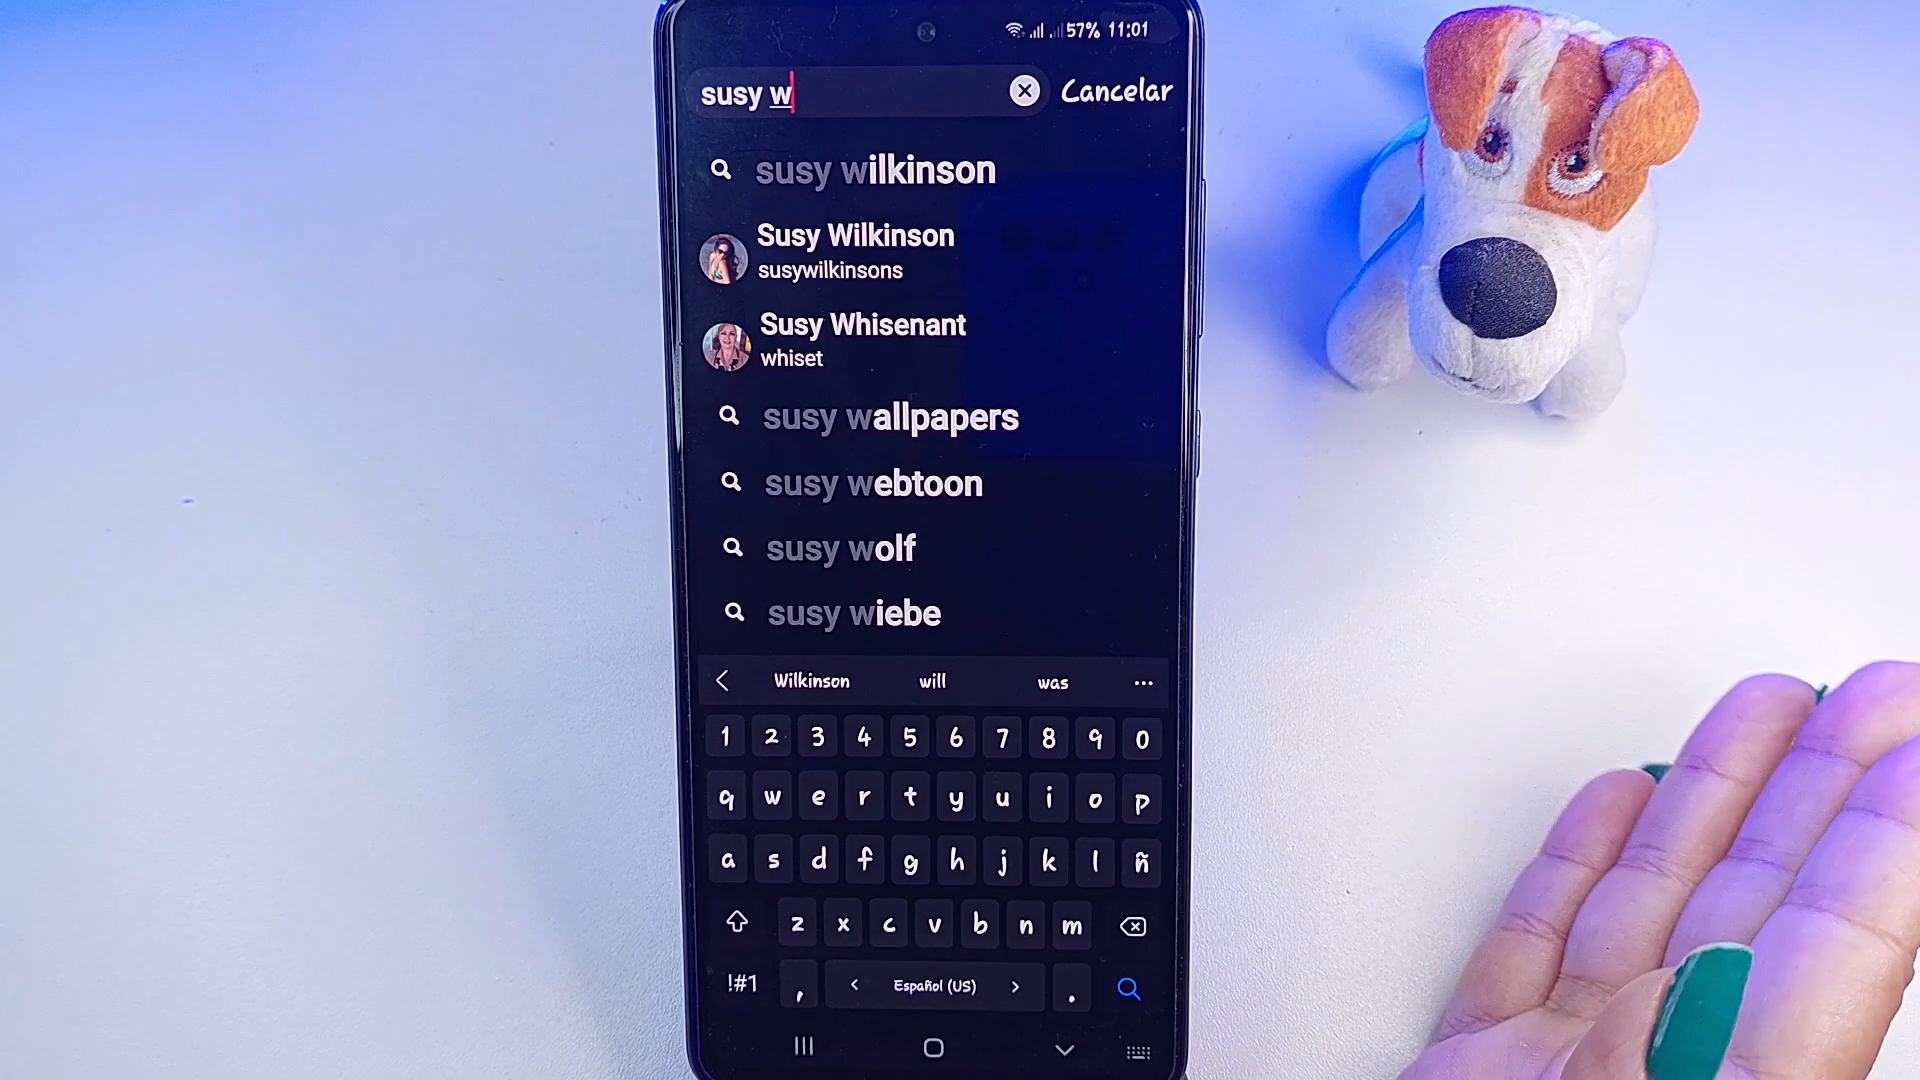 57% 11:01
susy w Cancelar
susy wilkinson
Susy Wilkinson
susywilkinsons
Susy Whisenant
whiset
susy wallpapers
susy webtoon
susy wolf
susy wiebe
Wilkinson will was ...
1 2 3 4 5 6 7 8 9 0
q w e r t y u i o p
a s d f g h j k l ñ
z x c v b n m
!#1 , < Español (US) > .